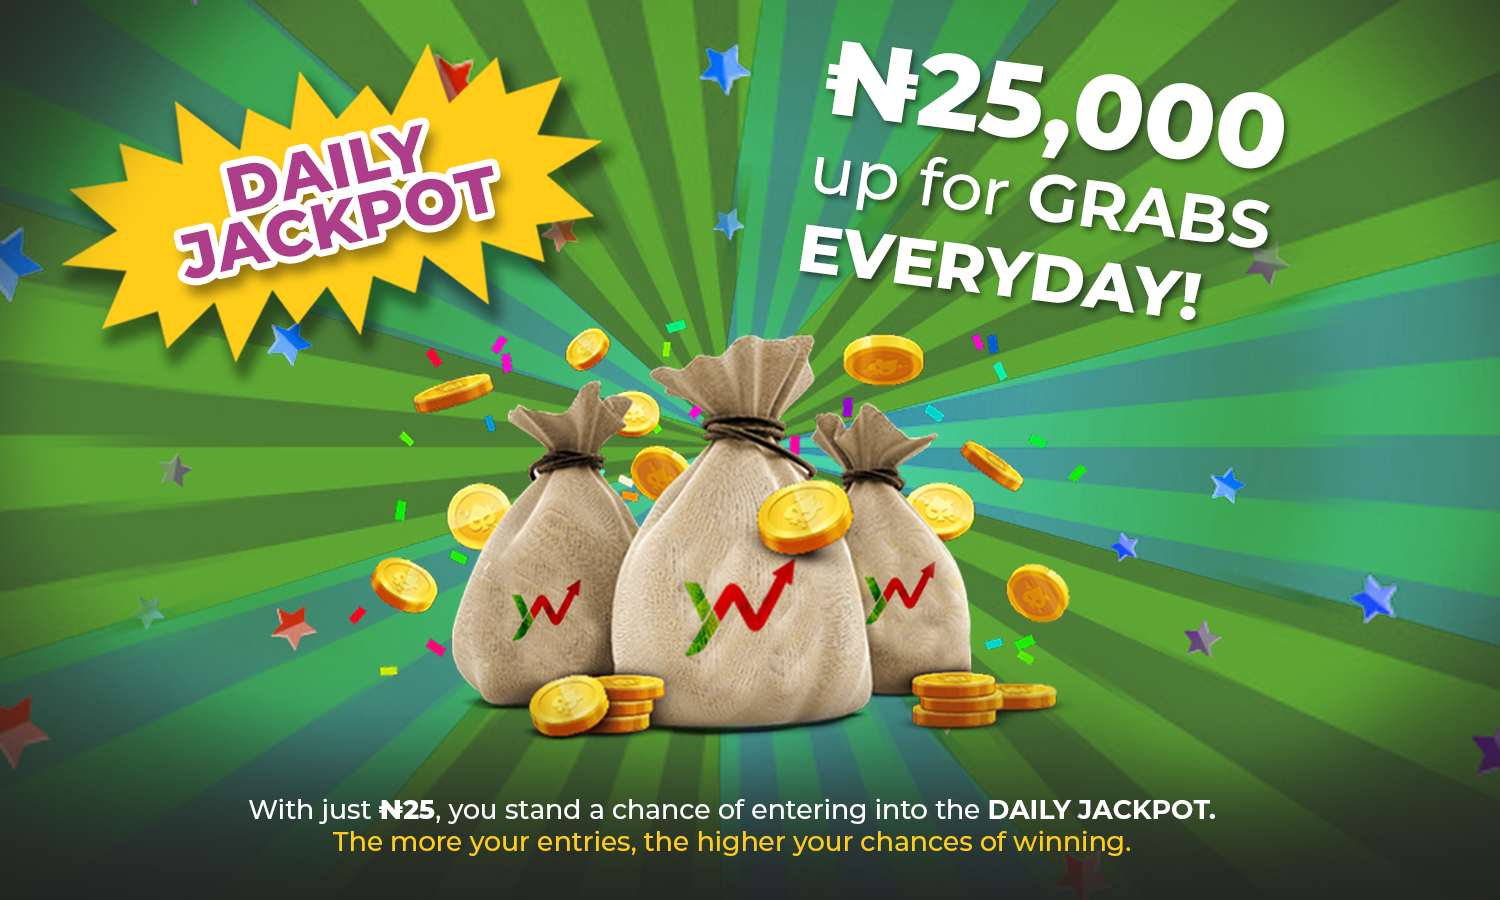 DAILY
JACKPOT
₦25,000
up for GRABS
EVERYDAY!
With just ₦25, you stand a chance of entering into the DAILY JACKPOT.
The more your entries, the higher your chances of winning.